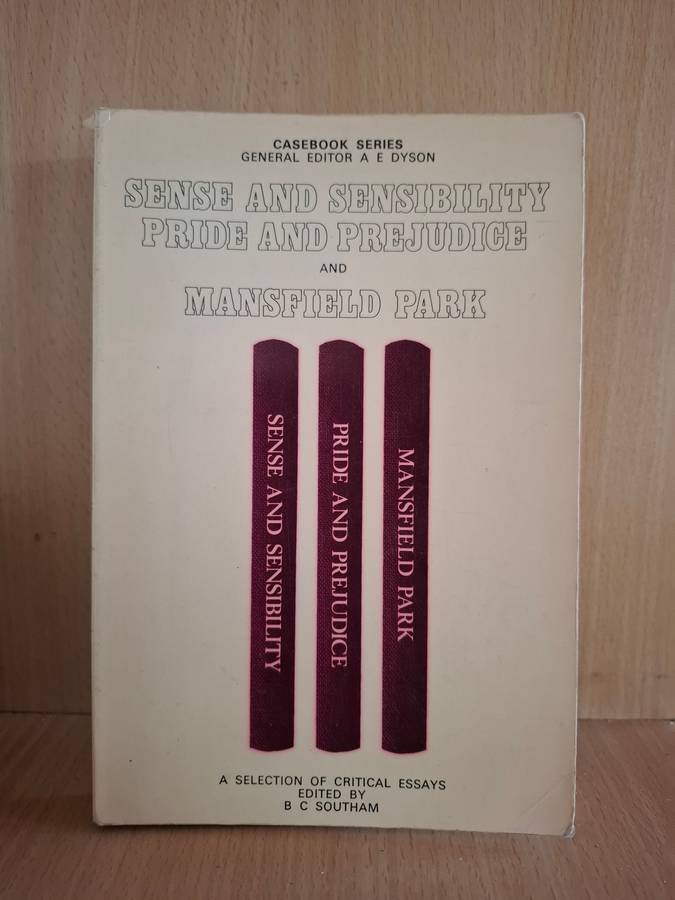 CASEBOOK SERIES
GENERAL EDITOR A E DYSON
SENSE AND SENSIBILITY
PRIDE AND PREJUDICE
AND
MANSFIELD PARK
SENSE AND SENSIBILITY
PRIDE AND PREJUDICE
MANSFIELD PARK
A SELECTION OF CRITICAL ESSAYS
EDITED BY
B C SOUTHAM